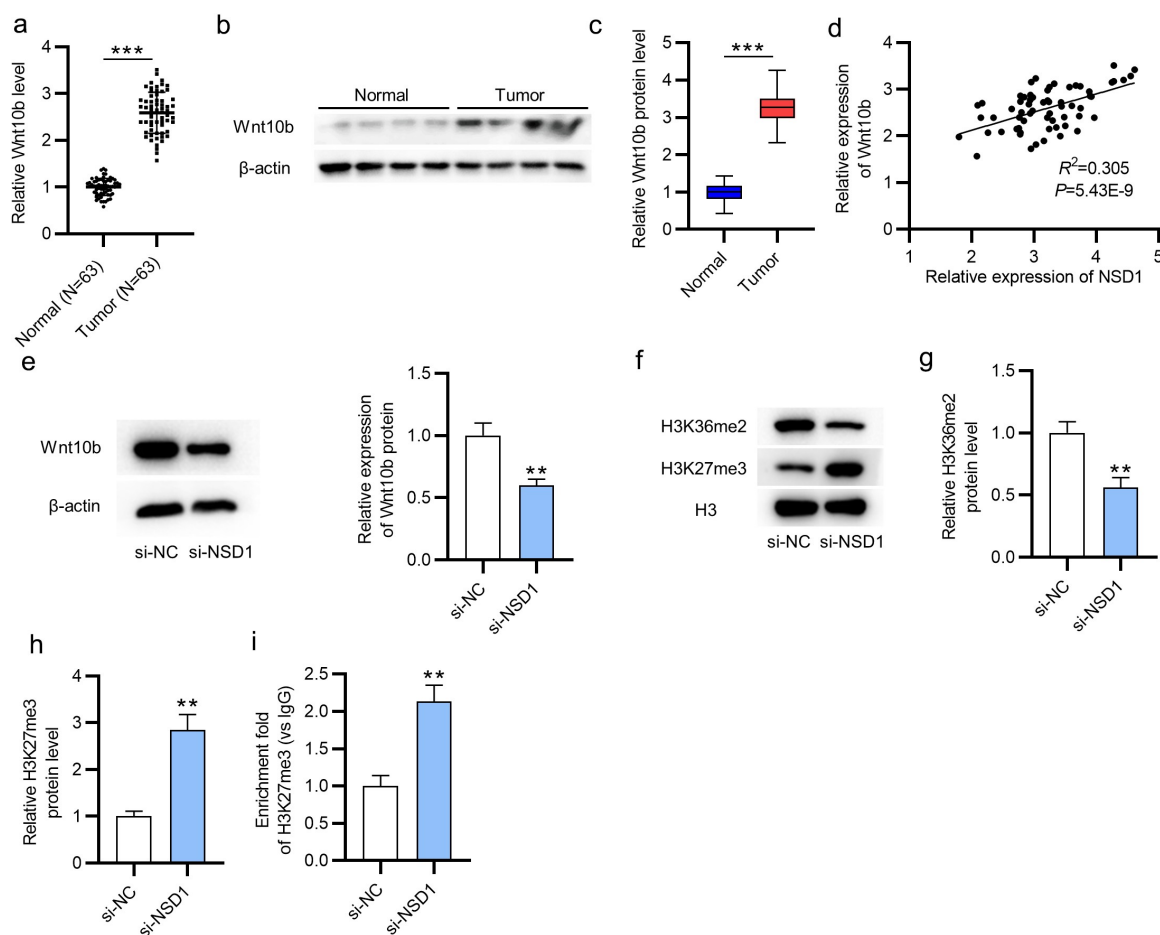 a
Relative Wnt10b level
4
3
2
1
0
***
Normal (N=63)
Tumor (N=63)
b
Normal
Tumor
Wnt10b
β-actin
c
Relative Wnt10b protein level
5
4
3
2
1
0
***
Normal
Tumor
d
Relative expression
of Wnt10b
4
3
2
1
0
R²=0.305
P=5.43E-9
1 2 3 4 5
Relative expression of NSD1
e
Wnt10b
β-actin
si-NC si-NSD1
Relative expression
of Wnt10b protein
1.5
1.0
0.5
0.0
**
si-NC
si-NSD1
f
H3K36me2
H3K27me3
H3
si-NC si-NSD1
g
Relative H3K36me2
protein level
1.5
1.0
0.5
0.0
**
si-NC
si-NSD1
h
Relative H3K27me3
protein level
4
3
2
1
0
**
si-NC
si-NSD1
i
Enrichment fold
of H3K27me3 (vs IgG)
2.5
2.0
1.5
1.0
0.5
0.0
**
si-NC
si-NSD1